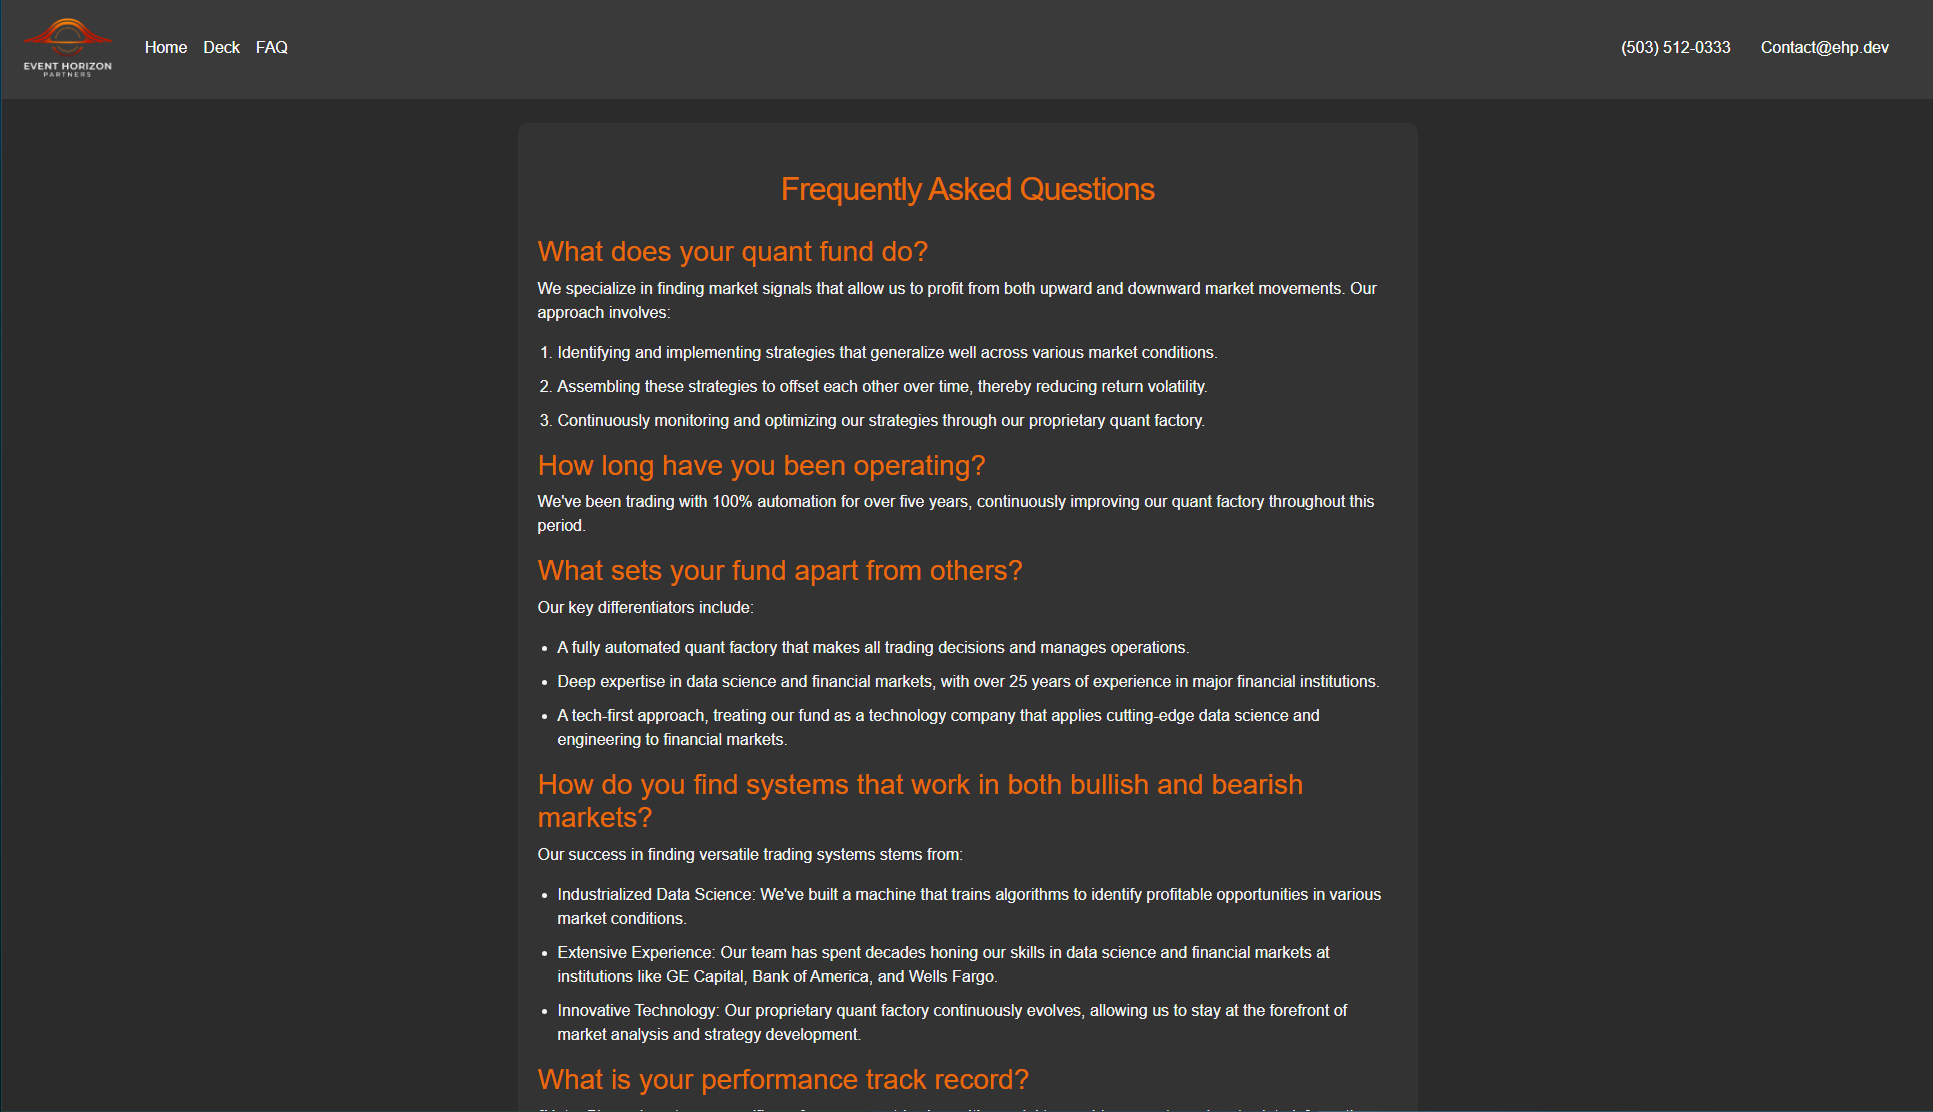 EVENT HORIZON
PARTNERS
Home Deck FAQ
(503) 512-0333 Contact@ehp.dev
Frequently Asked Questions
What does your quant fund do?
We specialize in finding market signals that allow us to profit from both upward and downward market movements. Our
approach involves:
1. Identifying and implementing strategies that generalize well across various market conditions.
2. Assembling these strategies to offset each other over time, thereby reducing return volatility.
3. Continuously monitoring and optimizing our strategies through our proprietary quant factory.
How long have you been operating?
We've been trading with 100% automation for over five years, continuously improving our quant factory throughout this
period.
What sets your fund apart from others?
Our key differentiators include:
• A fully automated quant factory that makes all trading decisions and manages operations.
• Deep expertise in data science and financial markets, with over 25 years of experience in major financial institutions.
• A tech-first approach, treating our fund as a technology company that applies cutting-edge data science and
engineering to financial markets.
How do you find systems that work in both bullish and bearish
markets?
Our success in finding versatile trading systems stems from:
• Industrialized Data Science: We've built a machine that trains algorithms to identify profitable opportunities in various
market conditions.
• Extensive Experience: Our team has spent decades honing our skills in data science and financial markets at
institutions like GE Capital, Bank of America, and Wells Fargo.
• Innovative Technology: Our proprietary quant factory continuously evolves, allowing us to stay at the forefront of
market analysis and strategy development.
What is your performance track record?